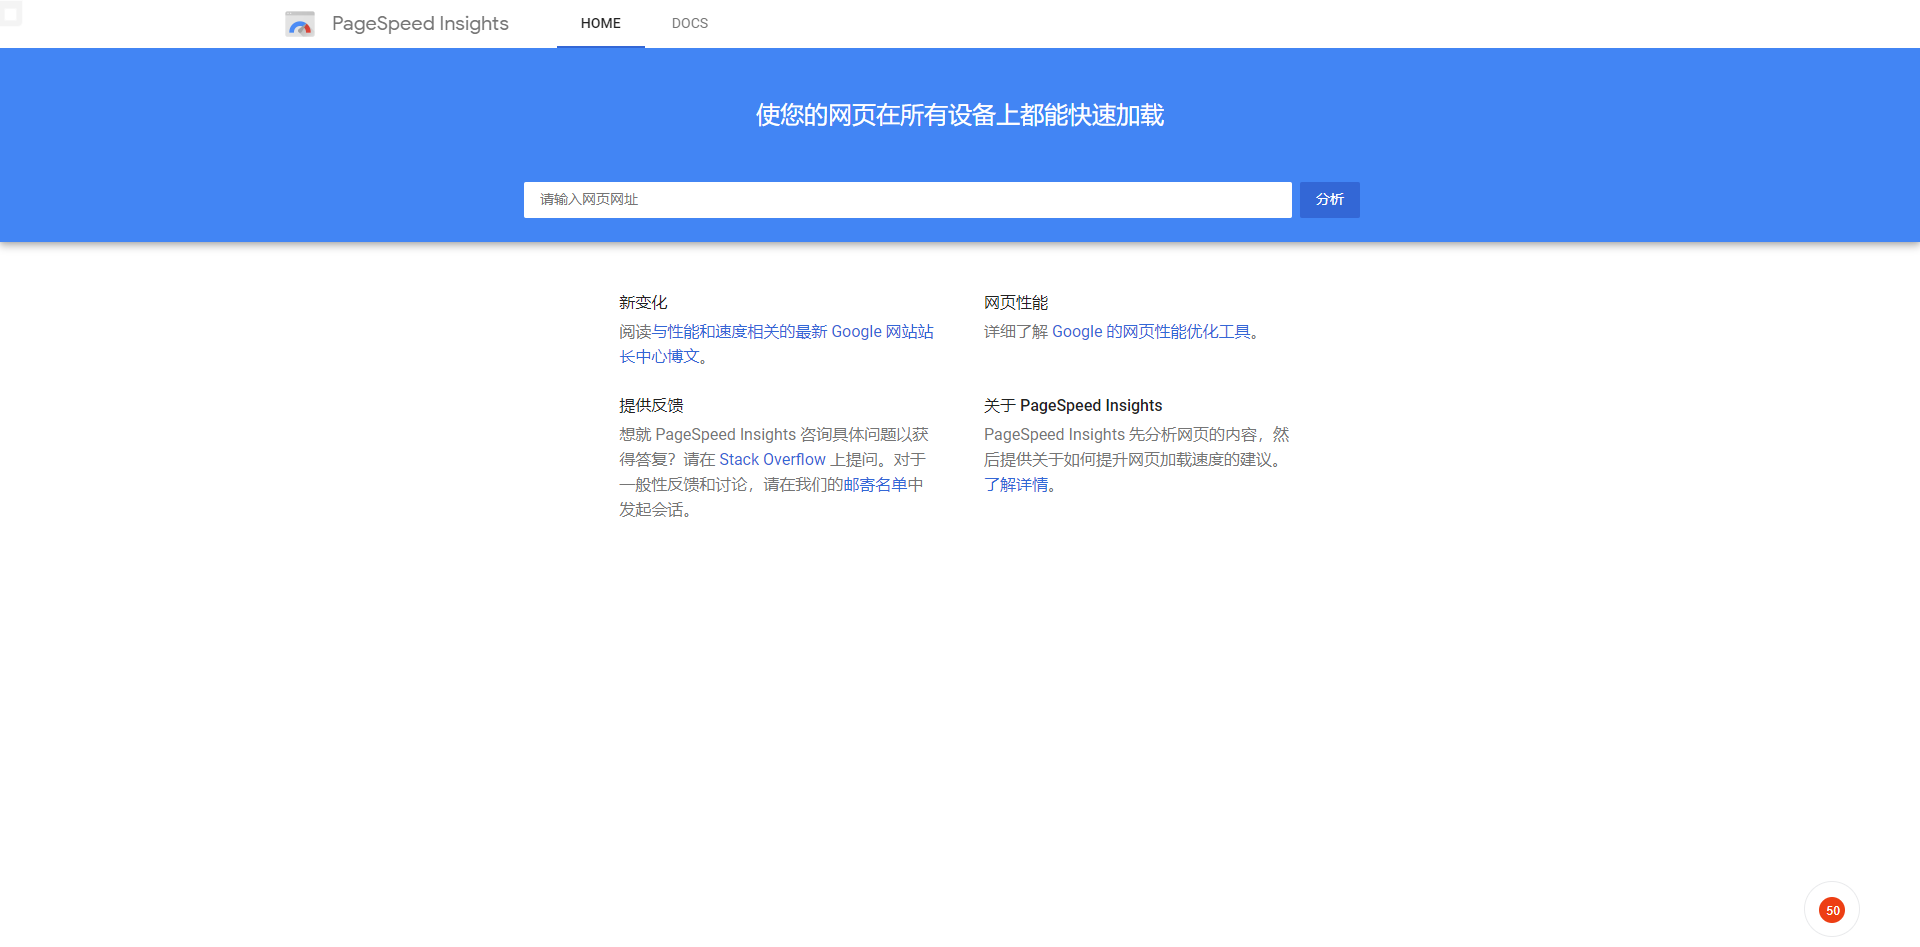 PageSpeed Insights HOME DOCS
使您的网页在所有设备上都能快速加载
请输入网页网址 分析
新变化
阅读与性能和速度相关的最新 Google 网站站
长中心博文。
网页性能
详细了解 Google 的网页性能优化工具。
提供反馈
想就 PageSpeed Insights 咨询具体问题以获
得答复？请在 Stack Overflow 上提问。对于
一般性反馈和讨论，请在我们的邮寄名单中
发起会话。
关于 PageSpeed Insights
PageSpeed Insights 先分析网页的内容，然
后提供关于如何提升网页加载速度的建议。
了解详情。
50